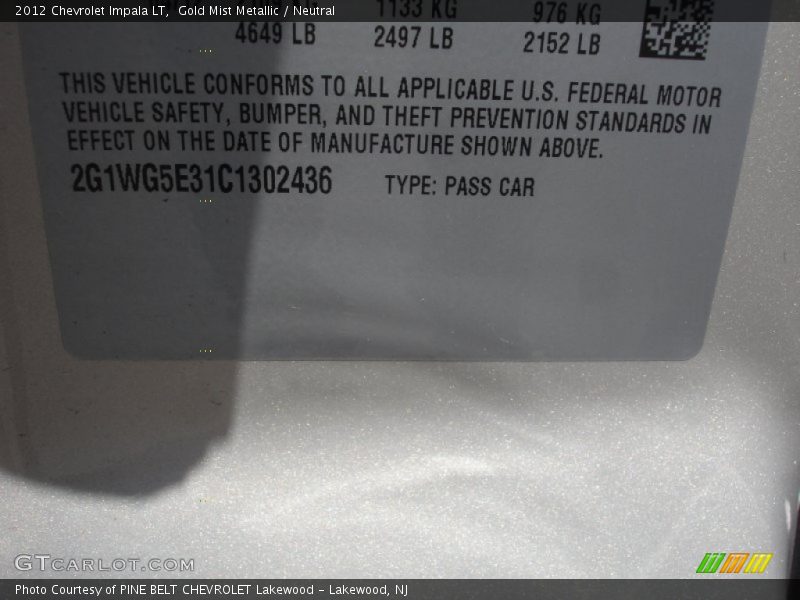 2012 Chevrolet Impala LT,  Gold Mist Metallic / Neutral
1133 KG 976 KG
4649 LB 2497 LB 2152 LB
THIS VEHICLE CONFORMS TO ALL APPLICABLE U.S. FEDERAL MOTOR
VEHICLE SAFETY, BUMPER, AND THEFT PREVENTION STANDARDS IN
EFFECT ON THE DATE OF MANUFACTURE SHOWN ABOVE.
2G1WG5E31C1302436 TYPE: PASS CAR
GTCARLOT.COM
Photo Courtesy of PINE BELT CHEVROLET Lakewood – Lakewood, NJ